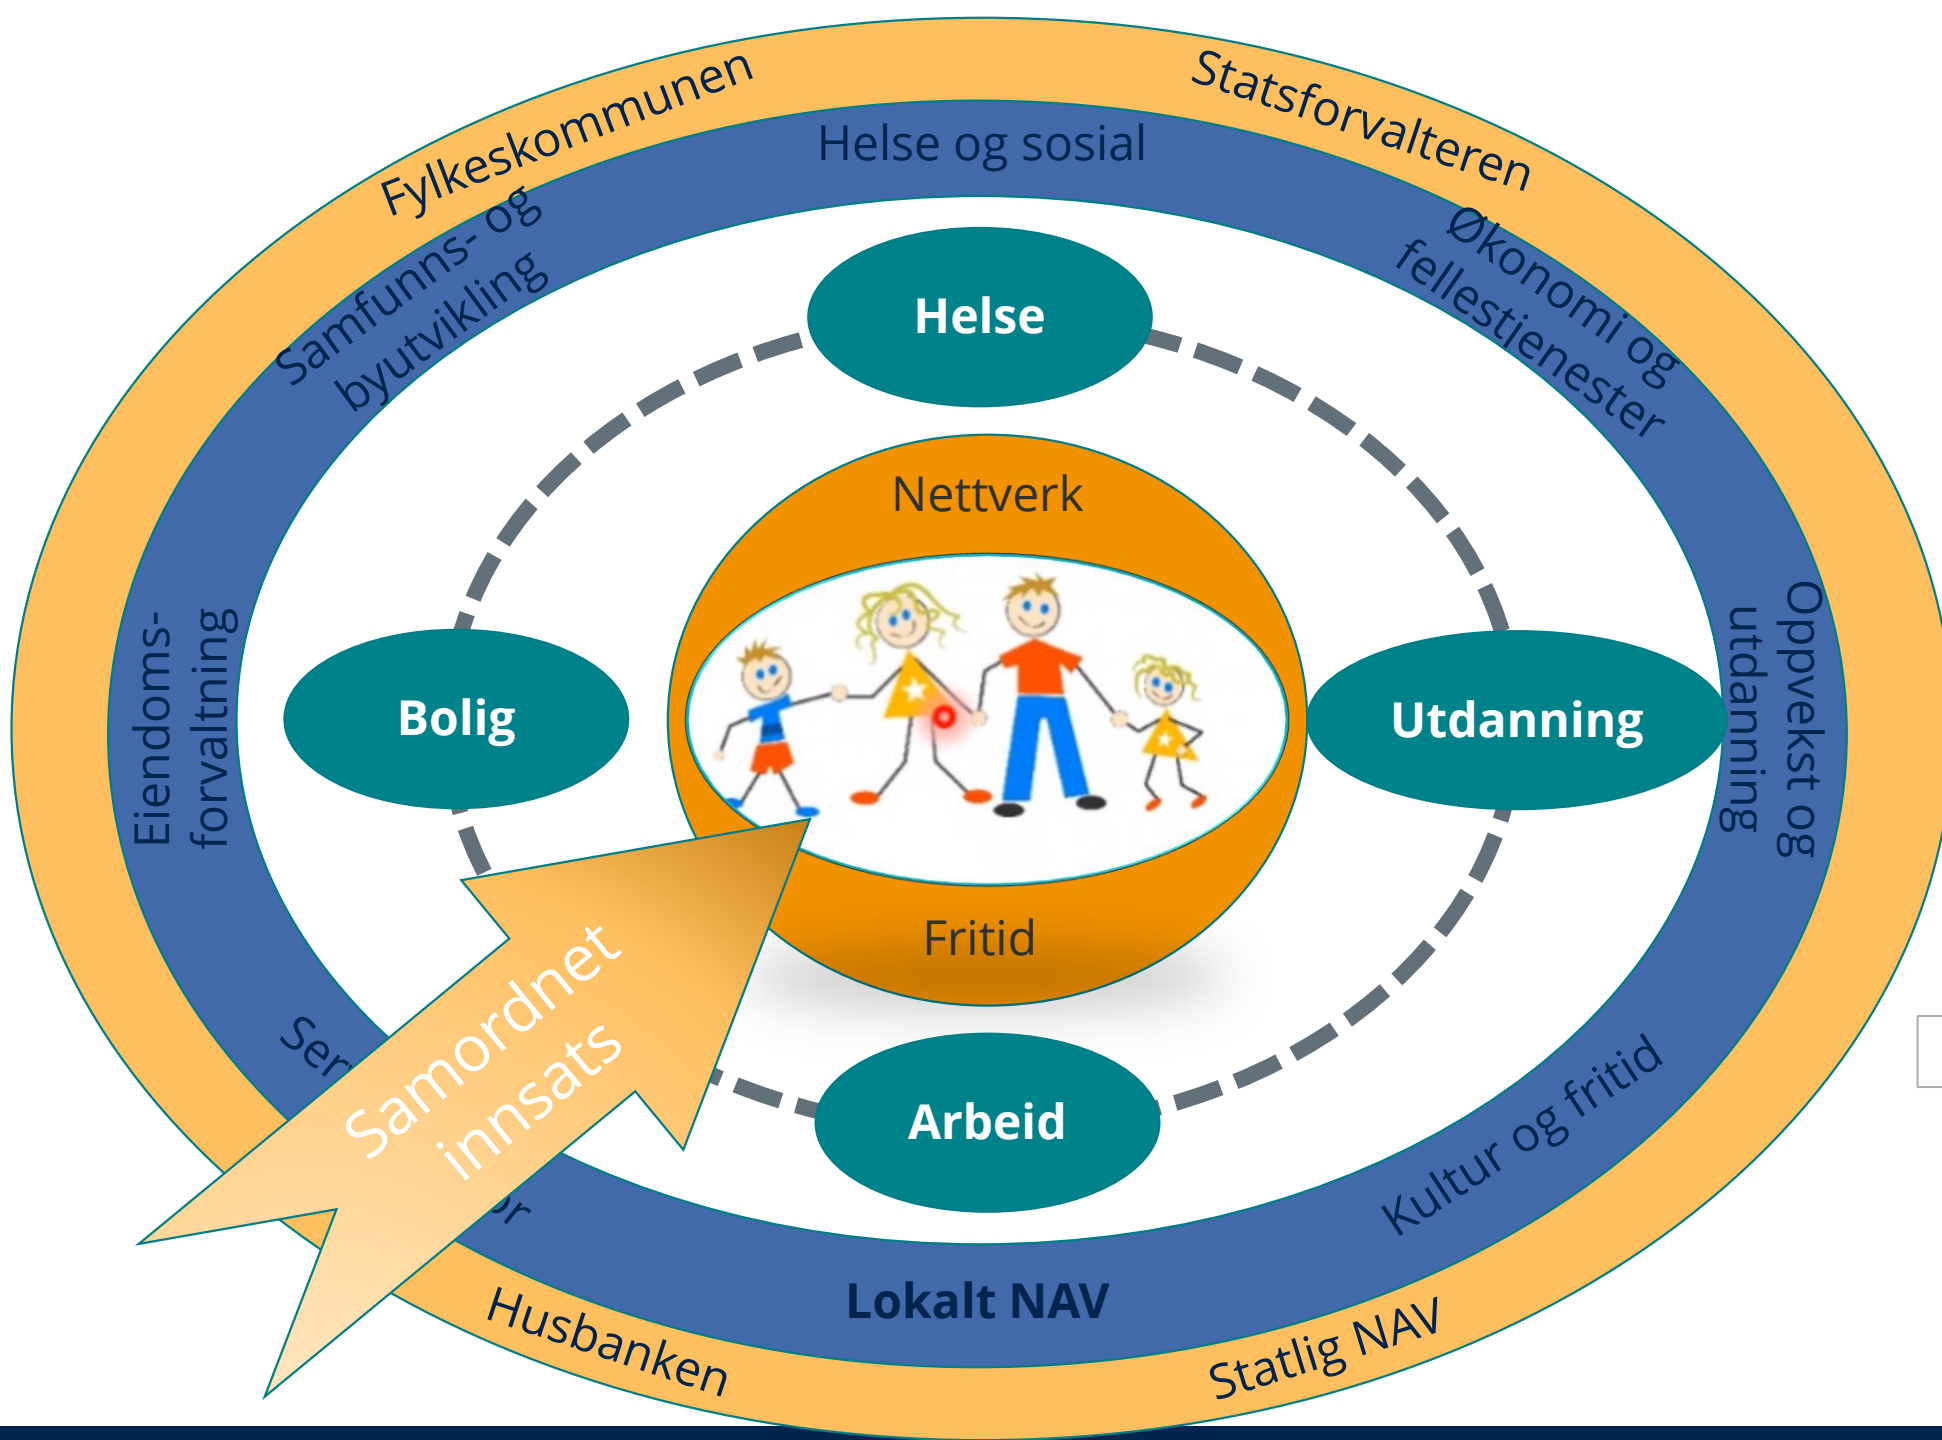 Fylkeskommunen
Statsforvalteren
Helse og sosial
Samfunns- og
byutvikling
Økonomi og
fellestjenester
Helse
Nettverk
Eiendoms-
forvaltning
Bolig
Utdanning
Oppvekst og
utdanning
Fritid
Samordnet
innsats
Arbeid
Kultur og fritid
Lokalt NAV
Husbanken
Statlig NAV